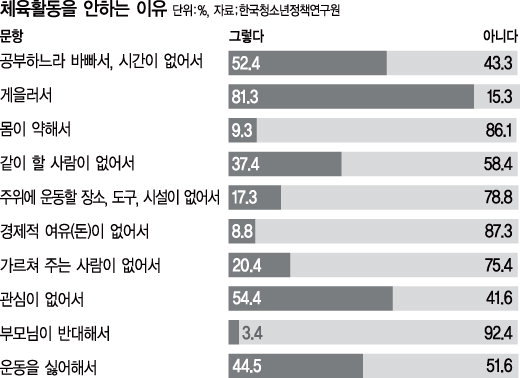 체육활동을 안하는 이유 단위:%, 자료;한국청소년정책연구원
문항 그렇다 아니다
공부하느라 바빠서, 시간이 없어서 52.4 43.3
게을러서 81.3 15.3
몸이 약해서 9.3 86.1
같이 할 사람이 없어서 37.4 58.4
주위에 운동할 장소, 도구, 시설이 없어서 17.3 78.8
경제적 여유(돈)이 없어서 8.8 87.3
가르쳐 주는 사람이 없어서 20.4 75.4
관심이 없어서 54.4 41.6
부모님이 반대해서 3.4 92.4
운동을 싫어해서 44.5 51.6